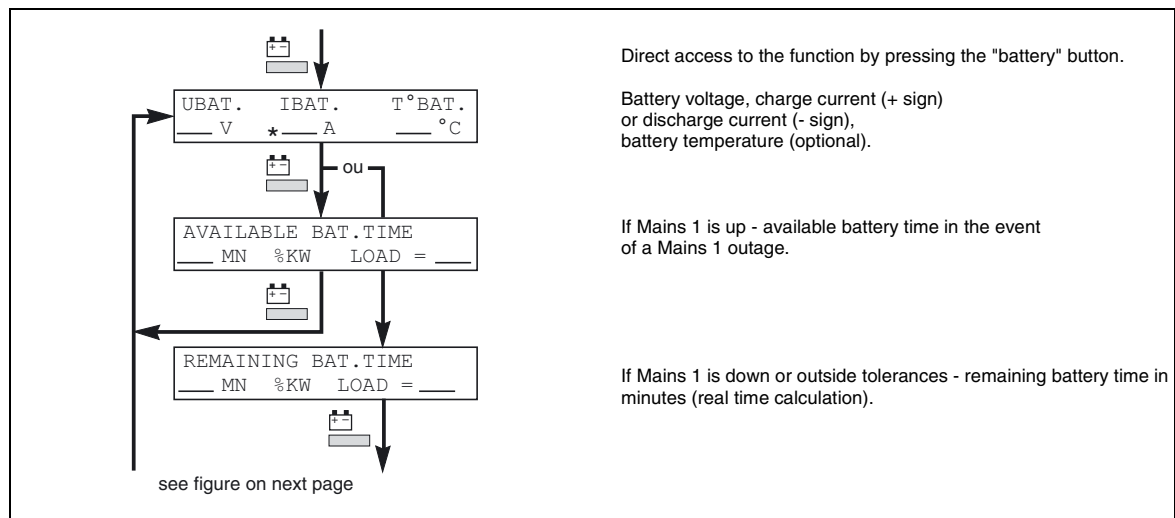 Direct access to the function by pressing the "battery" button.
UBAT. IBAT. T°BAT.
___ V *___ A ___ °C
Battery voltage, charge current (+ sign)
or discharge current (- sign),
battery temperature (optional).
ou
AVAILABLE BAT.TIME
___ MN %KW LOAD = ___
If Mains 1 is up - available battery time in the event
of a Mains 1 outage.
REMAINING BAT.TIME
___ MN %KW LOAD = ___
If Mains 1 is down or outside tolerances - remaining battery time in
minutes (real time calculation).
see figure on next page